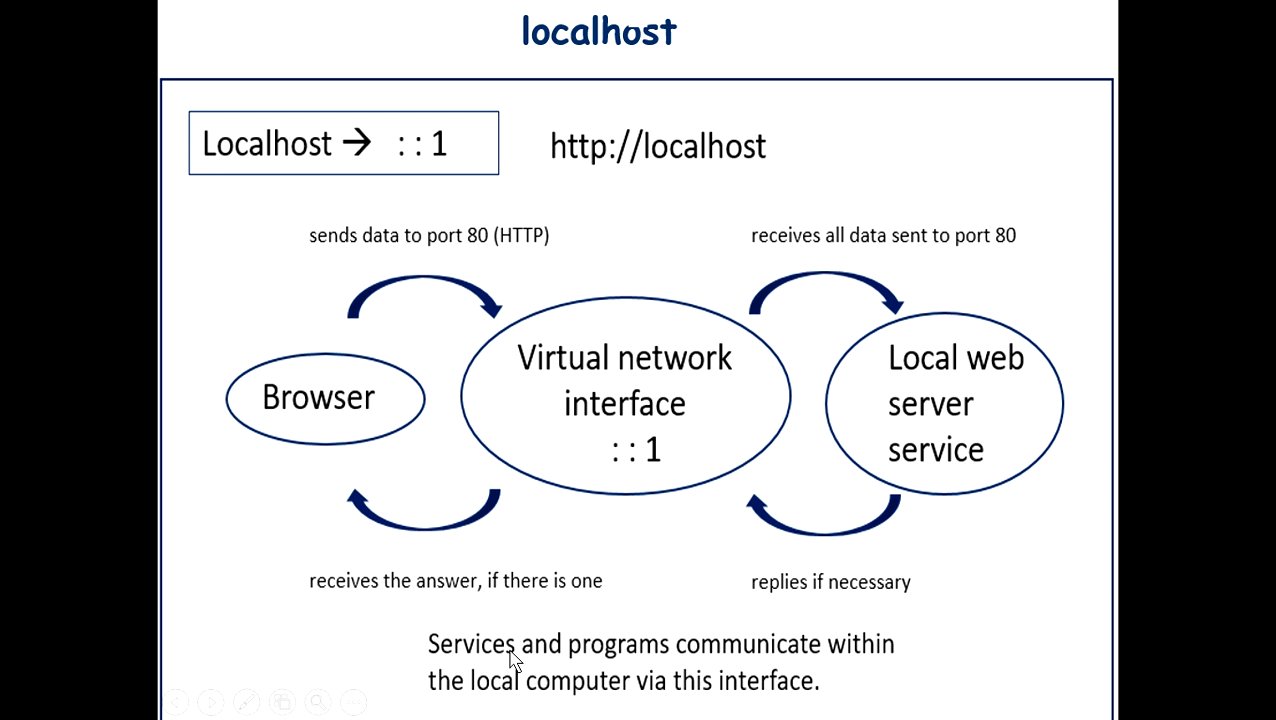 localhost
Localhost → : : 1
http://localhost
sends data to port 80 (HTTP)
receives all data sent to port 80
Browser
Virtual network
interface
: : 1
Local web
server
service
receives the answer, if there is one
replies if necessary
Services and programs communicate within
the local computer via this interface.